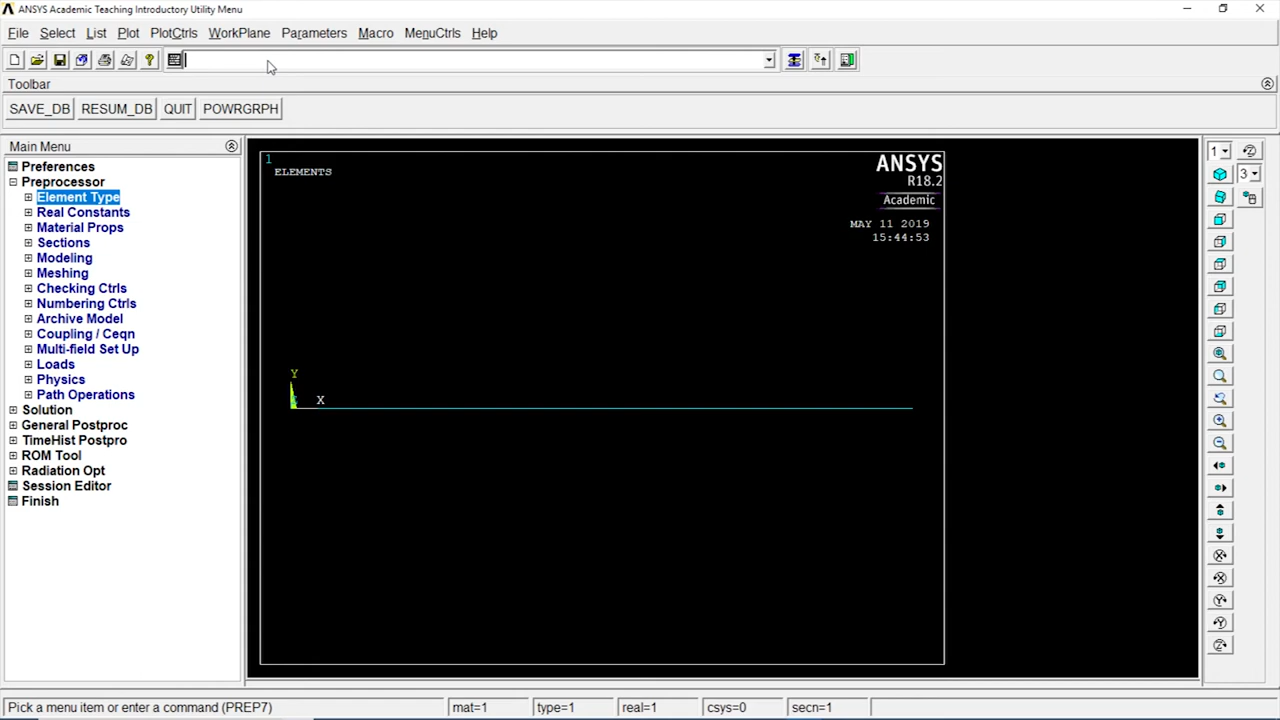 ANSYS Academic Teaching Introductory Utility Menu
File Select List Plot PlotCtrls WorkPlane Parameters Macro MenuCtrls Help
Toolbar
SAVE_DB RESUM_DB QUIT POWRGRPH
Main Menu
Preferences
Preprocessor
Element Type
Real Constants
Material Props
Sections
Modeling
Meshing
Checking Ctrls
Numbering Ctrls
Archive Model
Coupling / Ceqn
Multi-field Set Up
Loads
Physics
Path Operations
Solution
General Postproc
TimeHist Postpro
ROM Tool
Radiation Opt
Session Editor
Finish
1
ELEMENTS
ANSYS
R18.2
Academic
MAY 11 2019
15:44:53
Y
X
1
3
Pick a menu item or enter a command (PREP7) mat=1 type=1 real=1 csys=0 secn=1